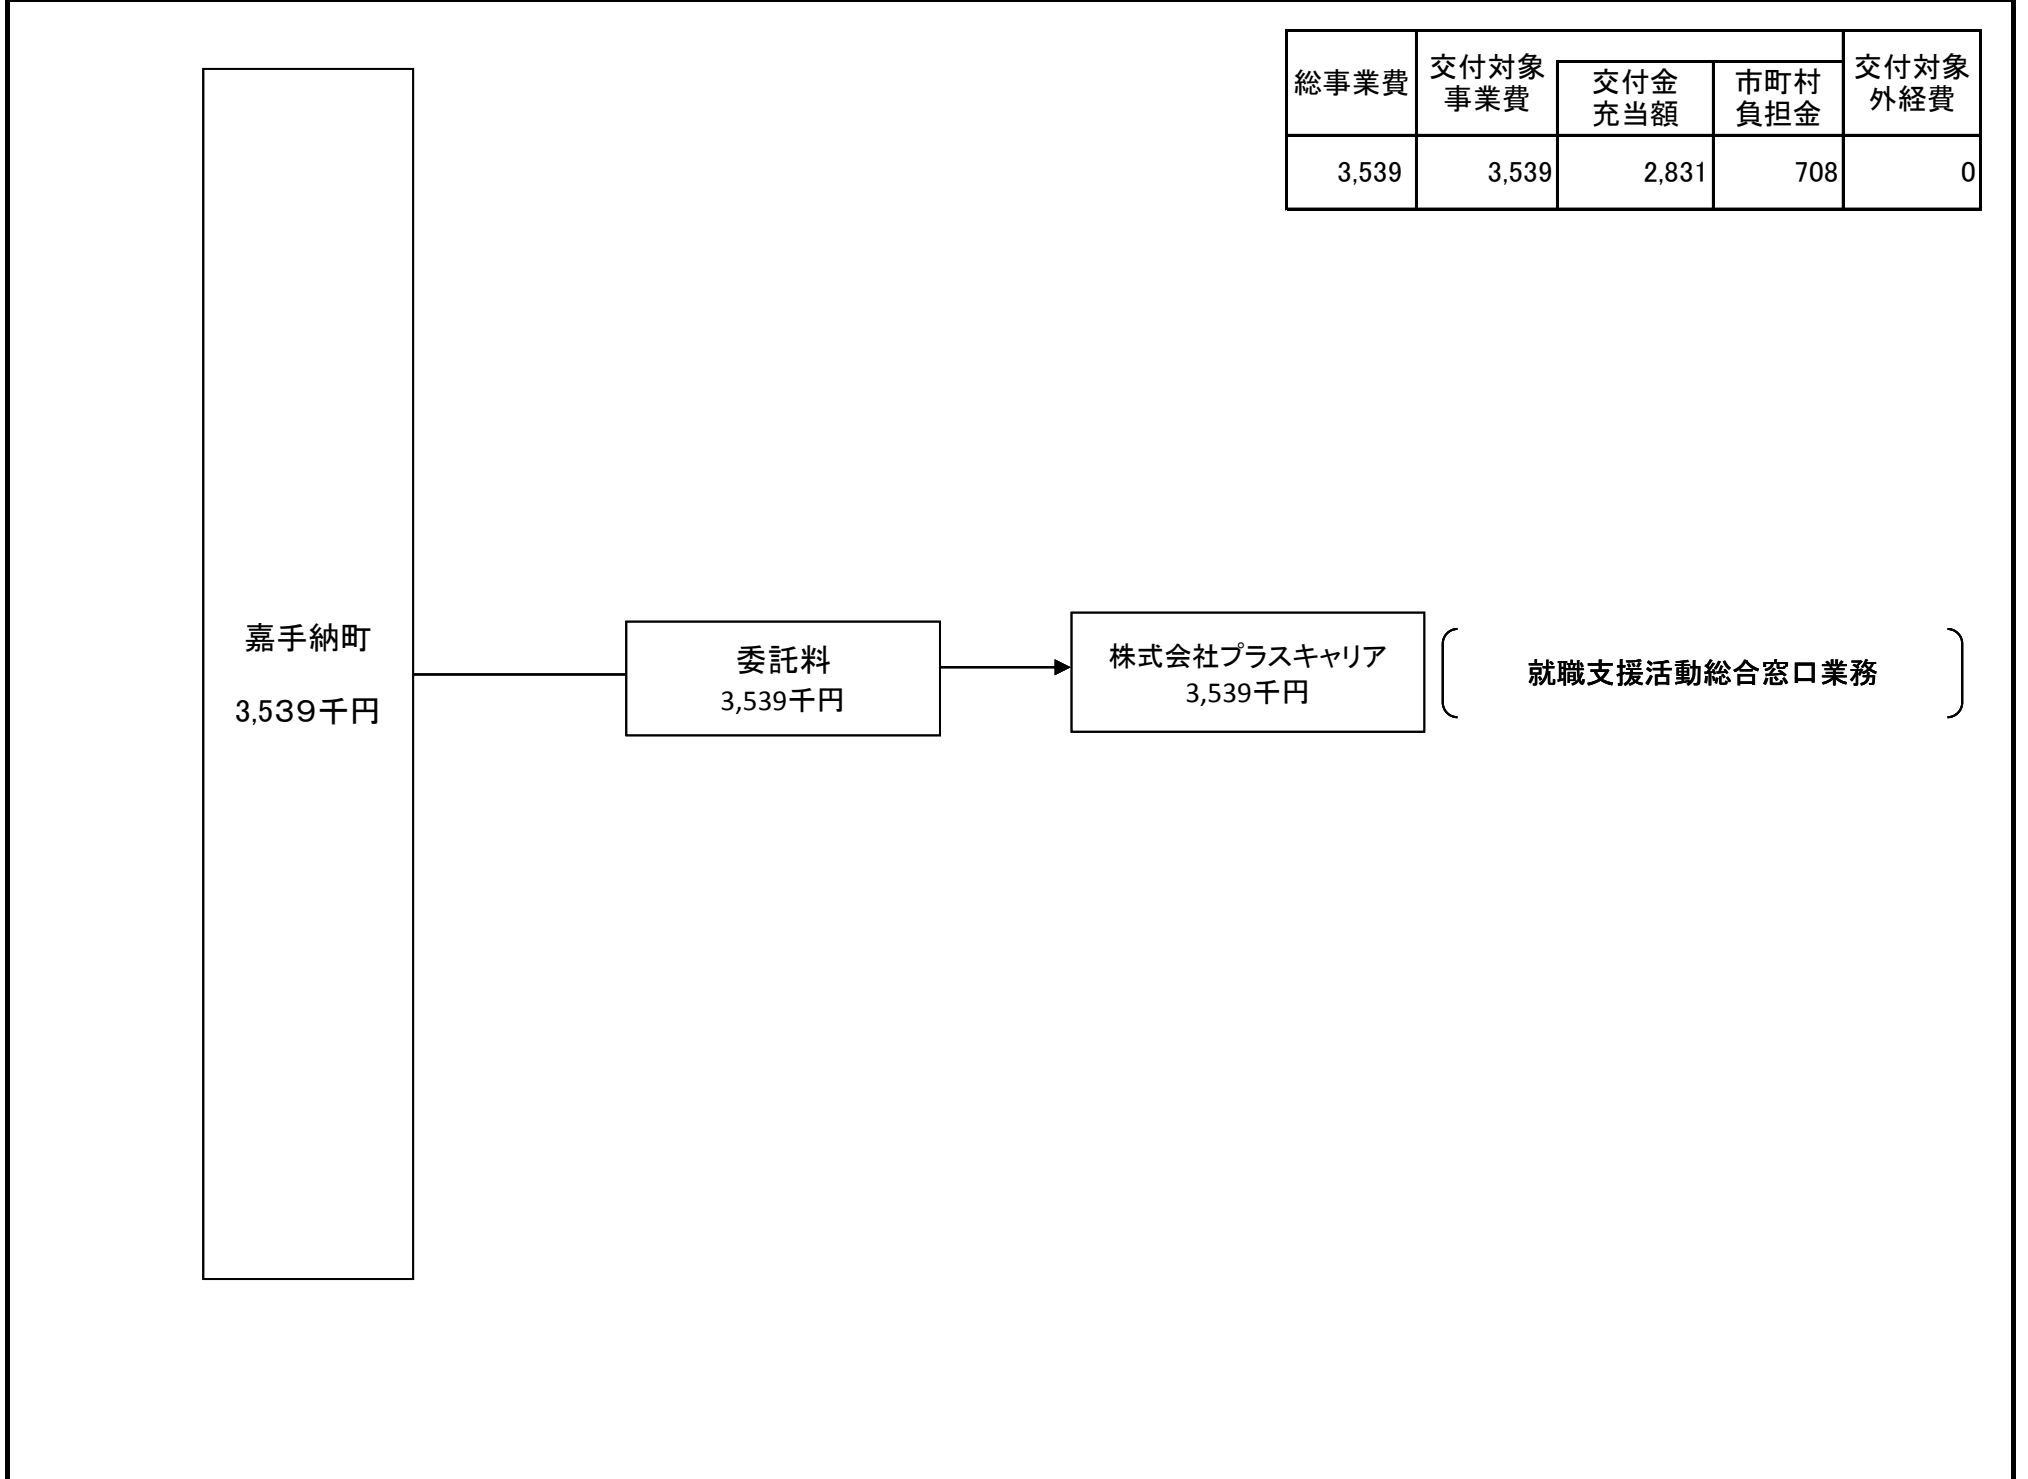 総事業費
交付対象
事業費
交付金
充当額
市町村
負担金
交付対象
外経費
3,539
3,539
2,831
708
0
嘉手納町
3,539千円
委託料
3,539千円
株式会社プラスキャリア
3,539千円
就職支援活動総合窓口業務